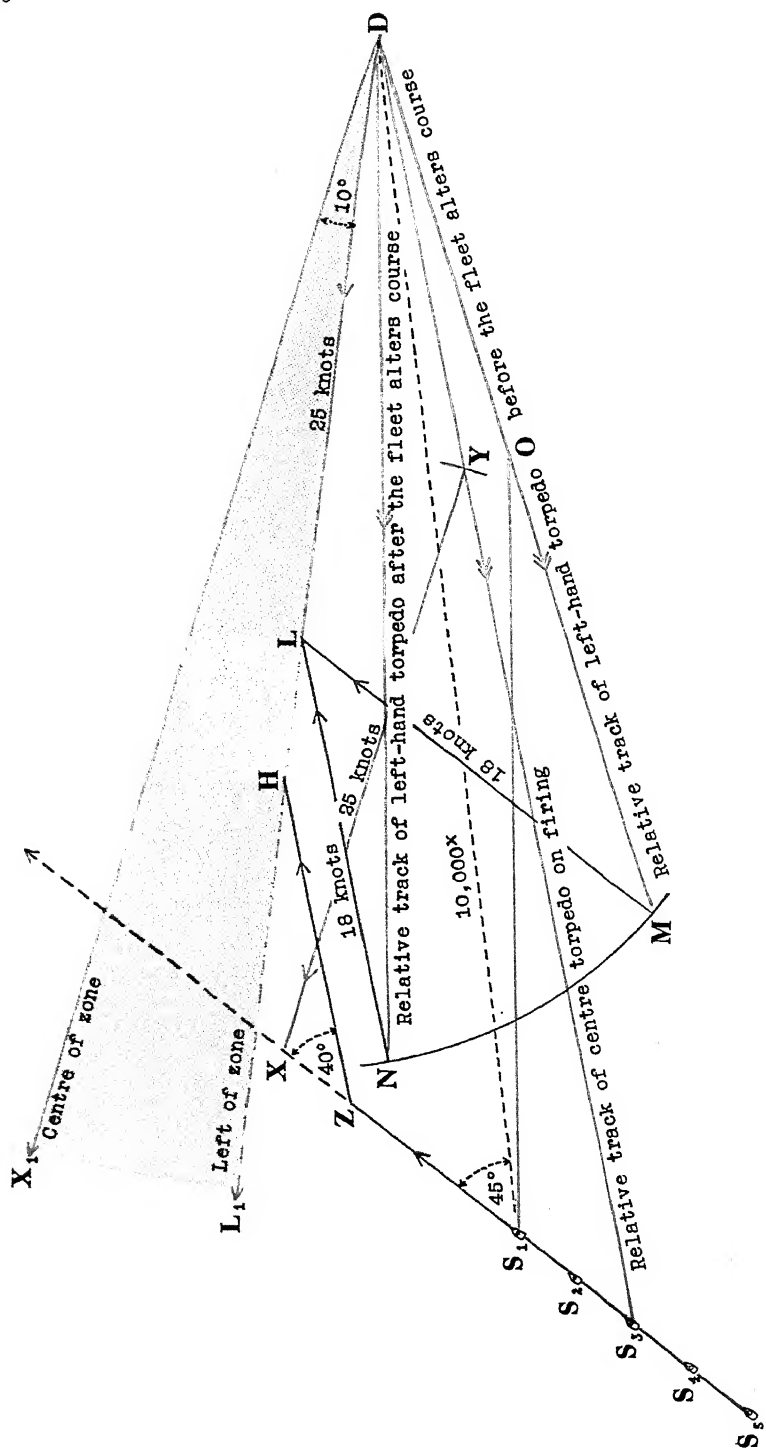 D
10°
25 knots
Relative track of left-hand torpedo after the fleet alters course
Relative track of left-hand torpedo
O
before the fleet alters course
Y
L
H
25 knots
18 knots
18 knots
10,000ˣ
Relative track of centre torpedo on firing
X₁
Centre of zone
L₁
Left of zone
X
40°
Z
N
M
45°
S₁
S₂
S₃
S₄
S₅